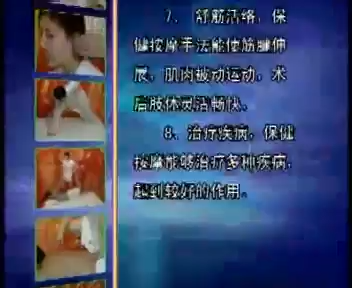 7、舒筋活络，保
健按摩手法能使筋腱伸
展，肌肉被动运动，术
后肢体灵活畅快。
8、治疗疾病，保健
按摩能够治疗多种疾病，
起到较好的作用。